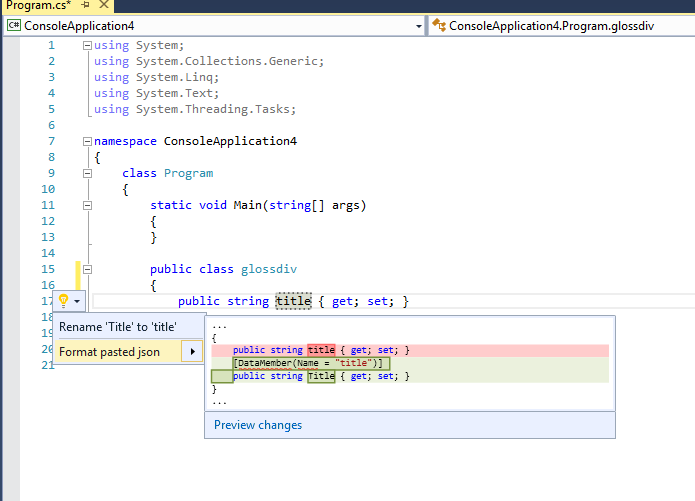 Program.cs*
C# ConsoleApplication4 ConsoleApplication4.Program.glossdiv
1 using System;
2 using System.Collections.Generic;
3 using System.Linq;
4 using System.Text;
5 using System.Threading.Tasks;
6
7 namespace ConsoleApplication4
8 {
9 class Program
10 {
11 static void Main(string[] args)
12 {
13 }
14
15 public class glossdiv
16 {
17 public string title { get; set; }
18
Rename 'Title' to 'title'
Format pasted json
20
21
...
{
public string title { get; set; }
[DataMember(Name = "title")]
public string Title { get; set; }
}
...
Preview changes